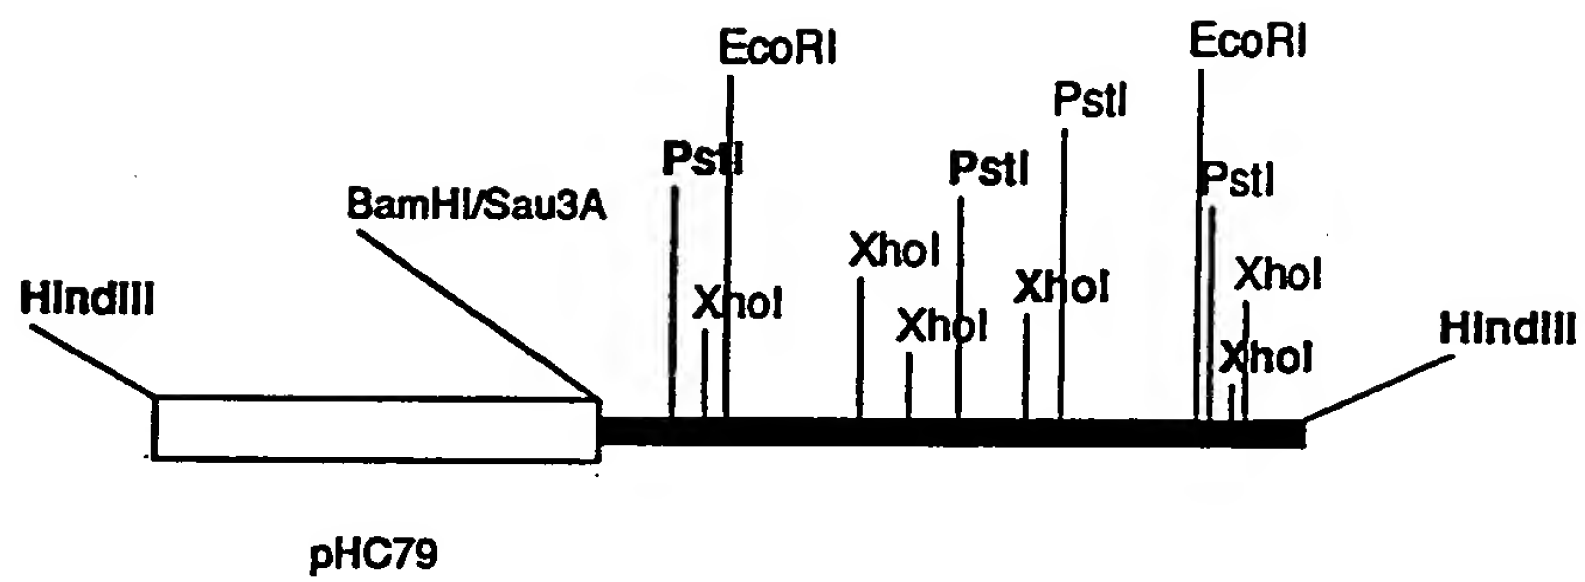 EcoRI
EcoRI
PstI
PstI
PstI
PstI
BamHI/Sau3A
XhoI
XhoI
HindIII
XhoI
XhoI
XhoI
HindIII
XhoI
pHC79